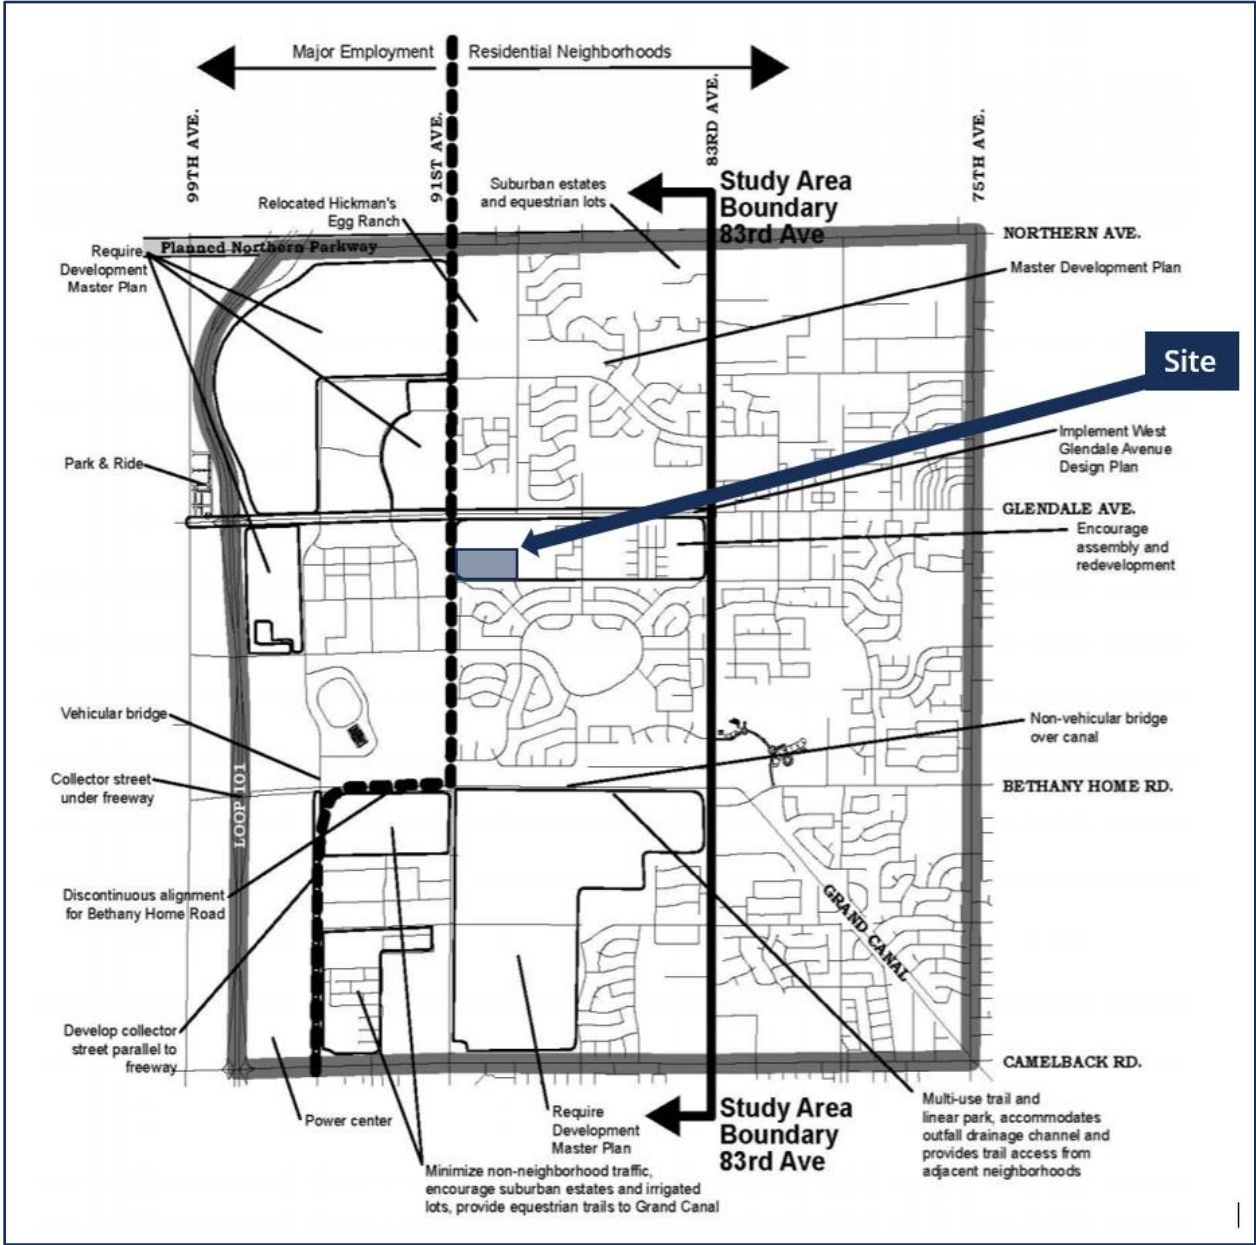 Major Employment
Residential Neighborhoods
99TH AVE.
91ST AVE.
83RD AVE.
75TH AVE.
Suburban estates
and equestrian lots
Study Area
Boundary
83rd Ave
Relocated Hickman's
Egg Ranch
Planned Northern Parkway
NORTHERN AVE.
Require
Development
Master Plan
Master Development Plan
Site
Park & Ride
Implement West
Glendale Avenue
Design Plan
GLENDALE AVE.
Encourage
assembly and
redevelopment
Vehicular bridge
Non-vehicular bridge
over canal
Collector street
under freeway
LOOP 101
BETHANY HOME RD.
Discontinuous alignment
for Bethany Home Road
GRAND CANAL
Develop collector
street parallel to
freeway
CAMELBACK RD.
Power center
Require
Development
Master Plan
Study Area
Boundary
83rd Ave
Multi-use trail and
linear park, accommodates
outfall drainage channel and
provides trail access from
adjacent neighborhoods
Minimize non-neighborhood traffic,
encourage suburban estates and irrigated
lots, provide equestrian trails to Grand Canal